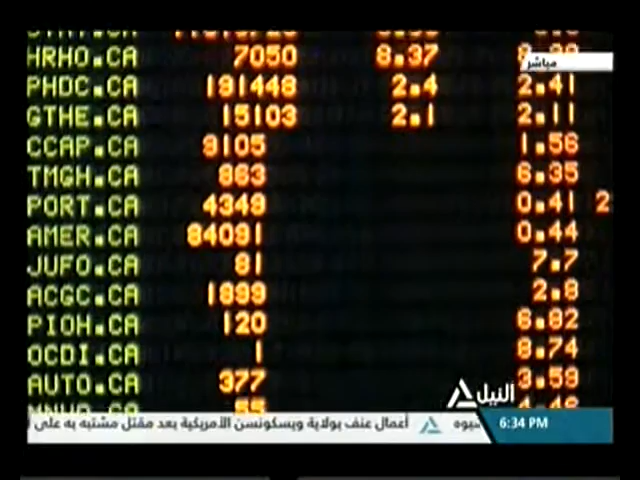 HRHO.CA 7050 8.37
مباشر
PHDC.CA 191448 2.4 2.41
GTHE.CA 15103 2.1 2.11
CCAP.CA 9105 1.56
TMGH.CA 863 6.35
PORT.CA 4349 0.41 2
AMER.CA 84091 0.44
JUFO.CA 81 7.7
ACGC.CA 1899 2.8
PIOH.CA 120 6.82
OCDI.CA 1 8.74
AUTO.CA 377 3.59
55
النيل
أعمال عنف بولاية ويسكونسن الأمريكية بعد مقتل مشتبه به على
6:34 PM